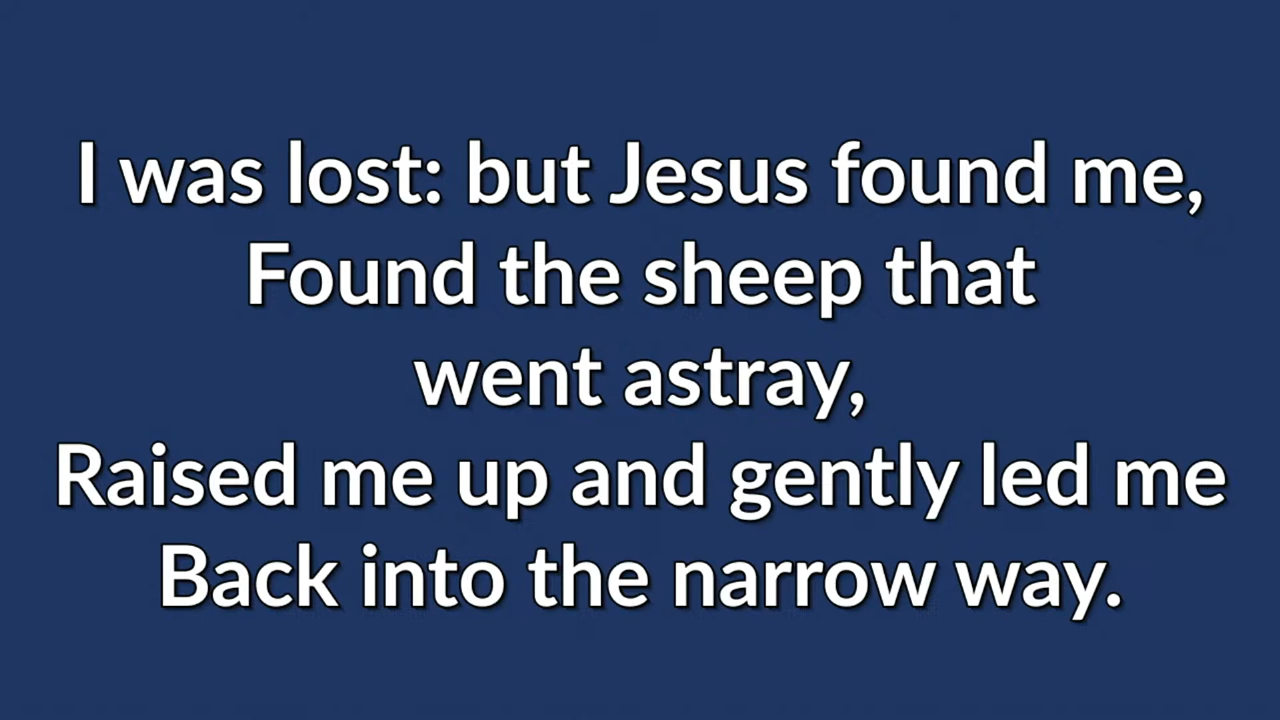 I was lost: but Jesus found me,
Found the sheep that
went astray,
Raised me up and gently led me
Back into the narrow way.